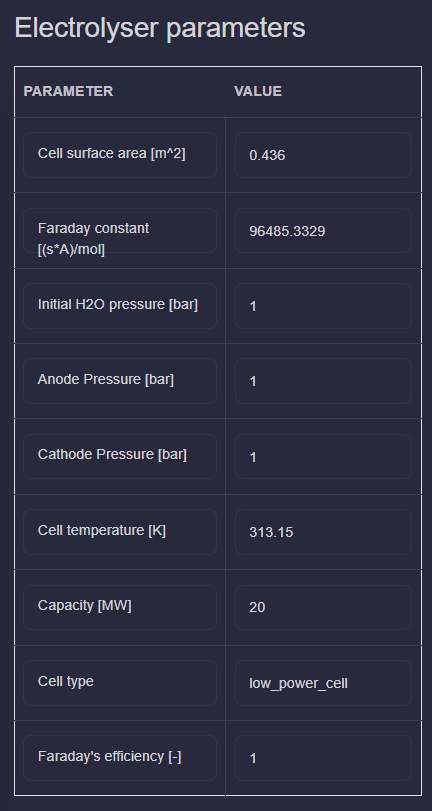 Electrolyser parameters
PARAMETER VALUE
Cell surface area [m^2] 0.436
Faraday constant
[(s*A)/mol] 96485.3329
Initial H2O pressure [bar] 1
Anode Pressure [bar] 1
Cathode Pressure [bar] 1
Cell temperature [K] 313.15
Capacity [MW] 20
Cell type low_power_cell
Faraday's efficiency [-] 1